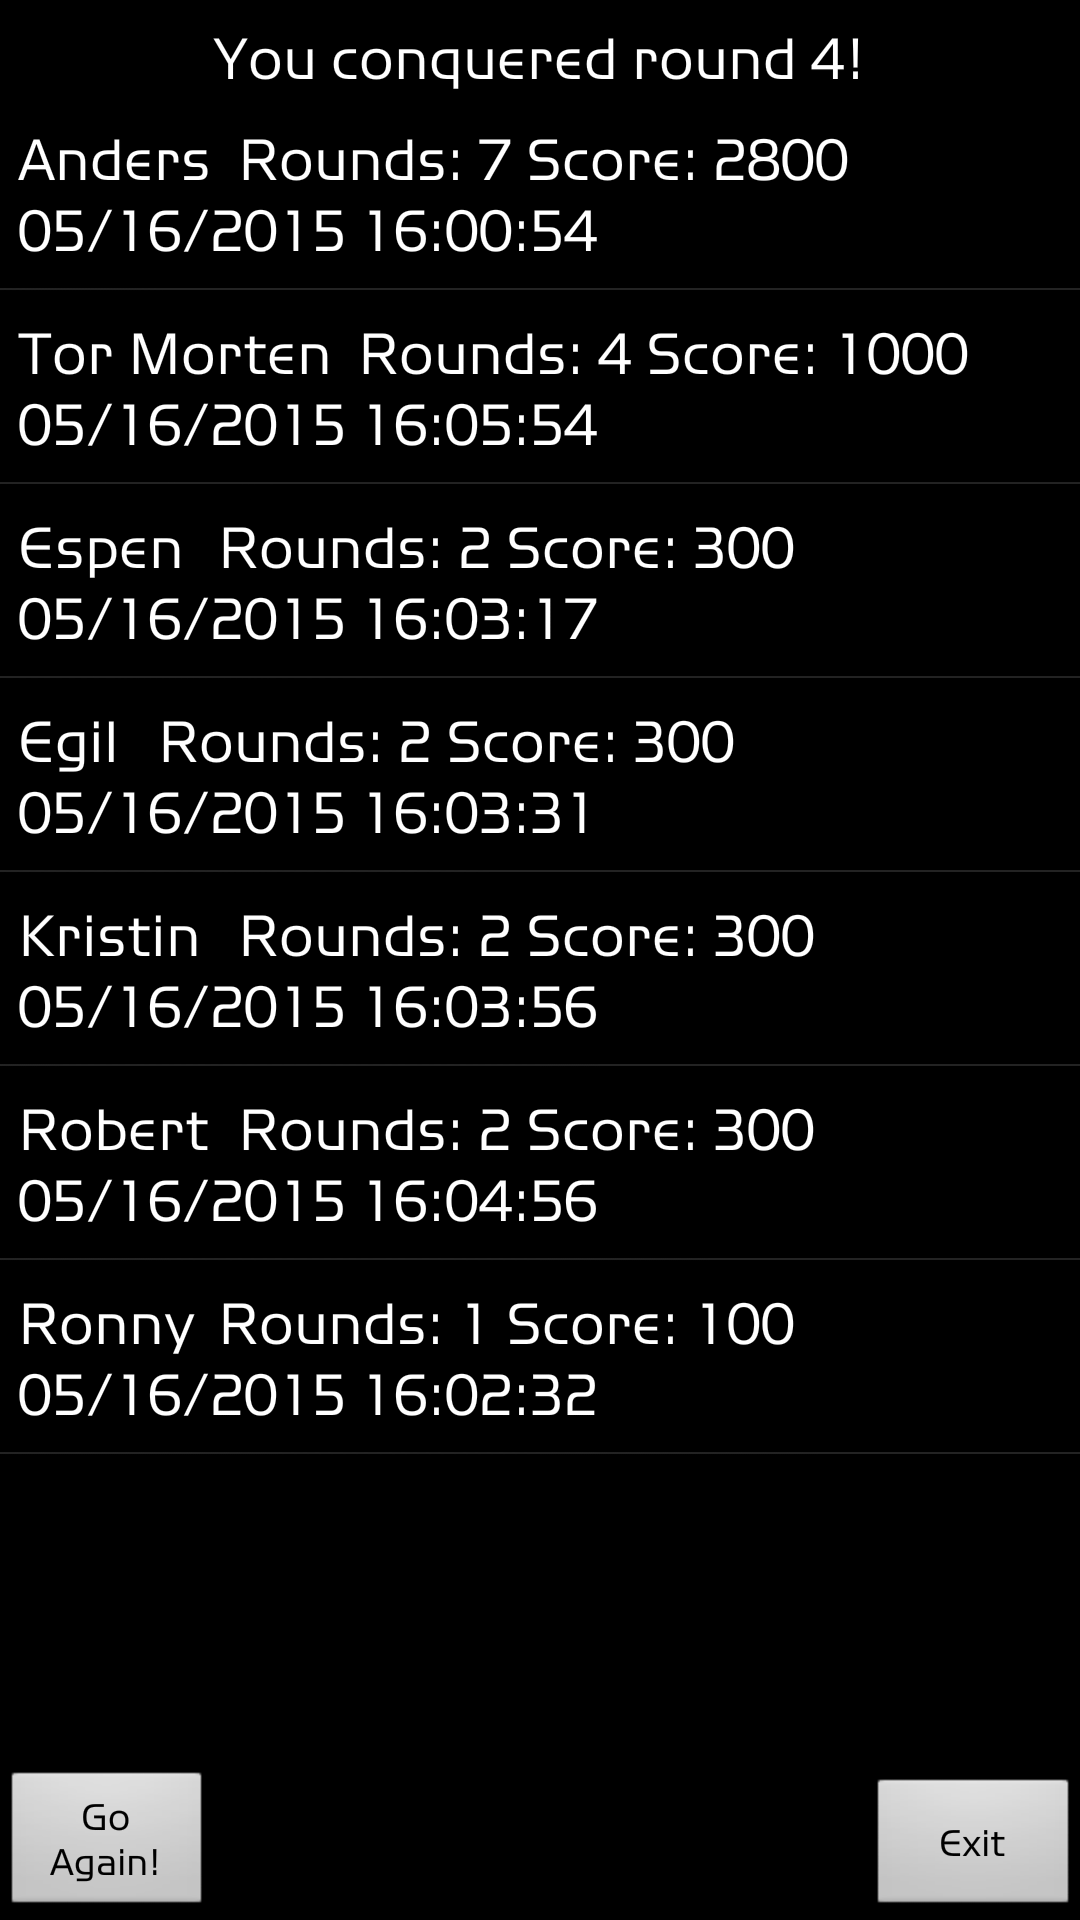 You conquered round 4!
Anders Rounds: 7 Score: 2800
05/16/2015 16:00:54
Tor Morten Rounds: 4 Score: 1000
05/16/2015 16:05:54
Espen Rounds: 2 Score: 300
05/16/2015 16:03:17
Egil Rounds: 2 Score: 300
05/16/2015 16:03:31
Kristin Rounds: 2 Score: 300
05/16/2015 16:03:56
Robert Rounds: 2 Score: 300
05/16/2015 16:04:56
Ronny Rounds: 1 Score: 100
05/16/2015 16:02:32
Go
Again!
Exit